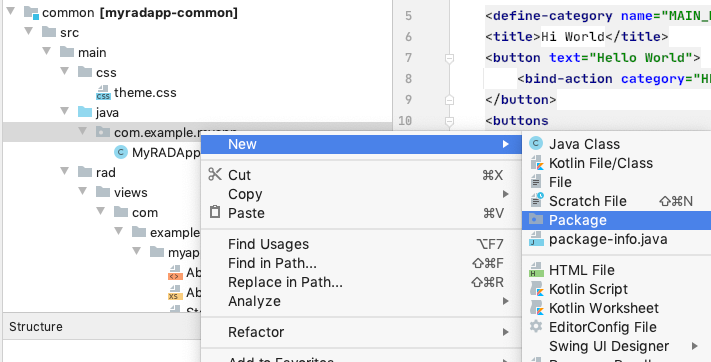 common [myradapp-common]
src
main
css
theme.css
java
com.example.
MyRADApp
rad
views
com
example
myap
Ab
Ab
Structure
5 <define-category name="MAIN_
6 <title>Hi World</title>
7 <button text="Hello World">
8 <bind-action category="HE
9 </button>
10 <buttons
New
Cut ⌘X
Copy
Paste ⌘V
Find Usages ⌥F7
Find in Path... ⇧⌘F
Replace in Path... ⇧⌘R
Analyze
Refactor
Add to Favorites
Java Class
Kotlin File/Class
File
Scratch File ⇧⌘N
Package
package-info.java
HTML File
Kotlin Script
Kotlin Worksheet
EditorConfig File
Swing UI Designer